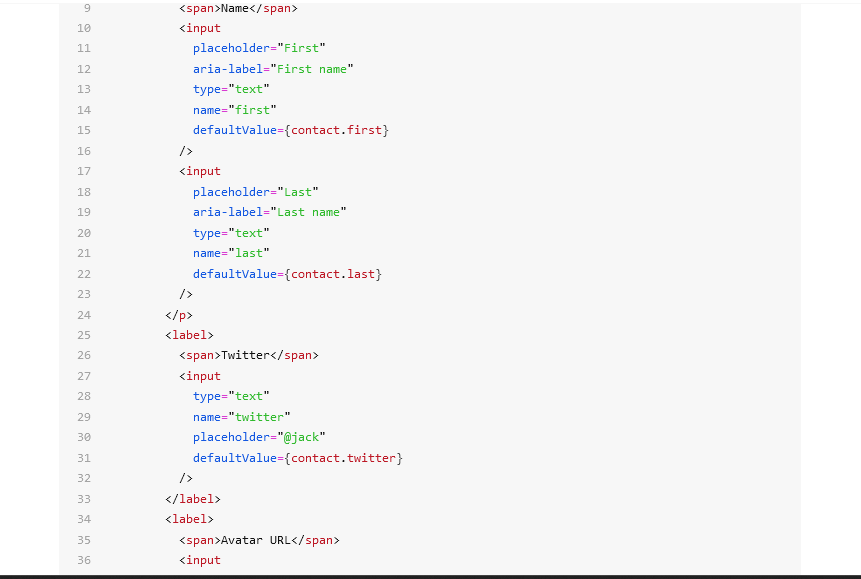 9 <span>Name</span>
10 <input
11 placeholder="First"
12 aria-label="First name"
13 type="text"
14 name="first"
15 defaultValue={contact.first}
16 />
17 <input
18 placeholder="Last"
19 aria-label="Last name"
20 type="text"
21 name="last"
22 defaultValue={contact.last}
23 />
24 </p>
25 <label>
26 <span>Twitter</span>
27 <input
28 type="text"
29 name="twitter"
30 placeholder="@jack"
31 defaultValue={contact.twitter}
32 />
33 </label>
34 <label>
35 <span>Avatar URL</span>
36 <input